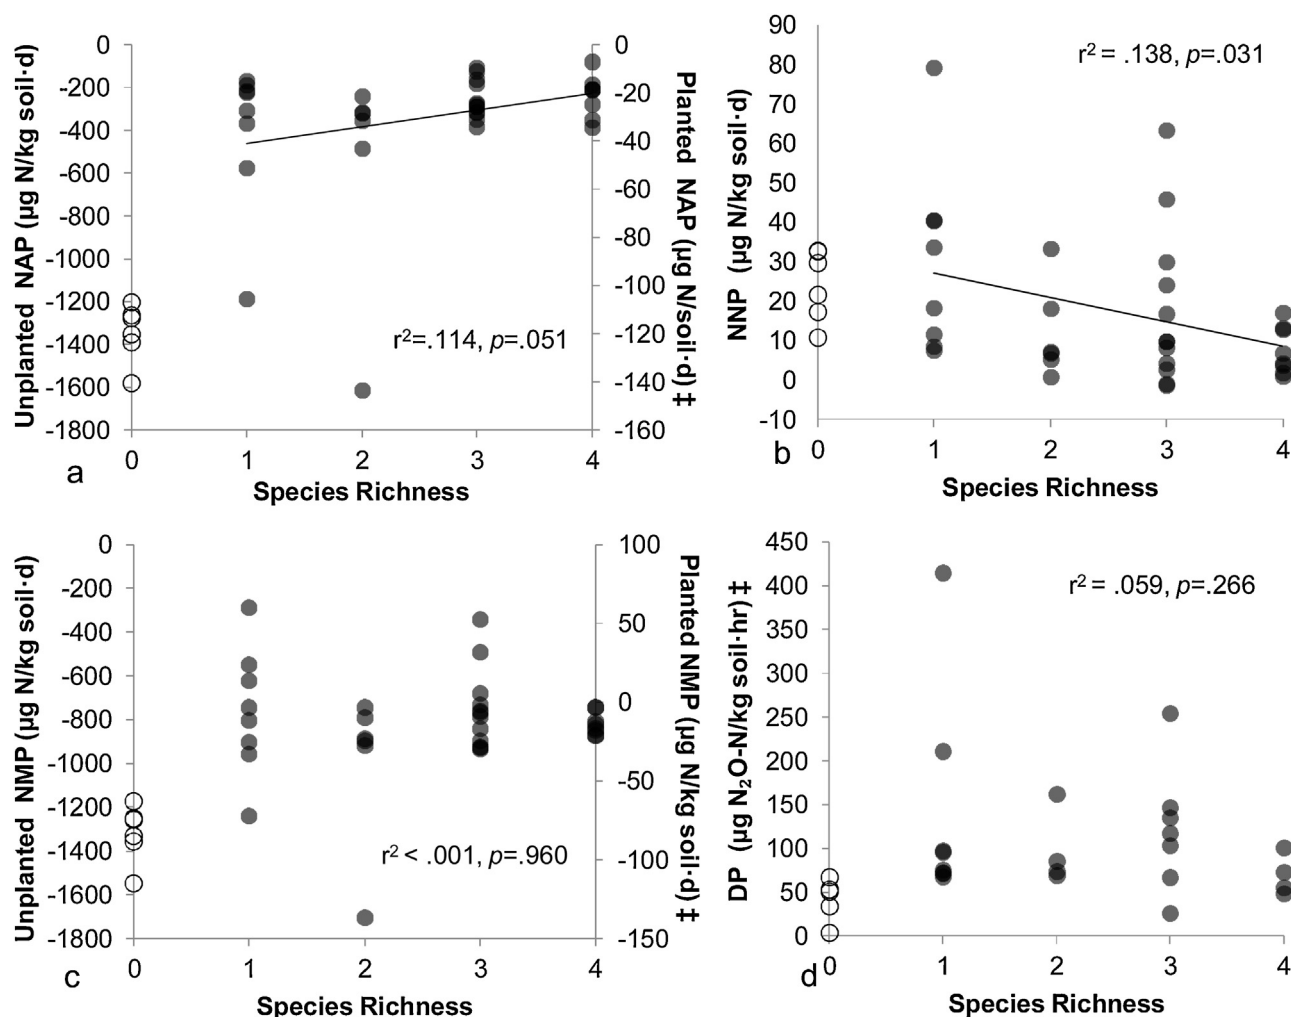 0
-200
-400
-600
-800
-1000
-1200
-1400
-1600
-1800
Unplanted NAP (µg N/kg soil·d)
0
-20
-40
-60
-80
-100
-120
-140
-160
Planted NAP (µg N/soil·d) ‡
r²=.114, p=.051
0 1 2 3 4
a
Species Richness
90
80
70
60
50
40
30
20
10
0
-10
NNP (µg N/kg soil·d)
r² = .138, p=.031
0 1 2 3 4
b
Species Richness
0
-200
-400
-600
-800
-1000
-1200
-1400
-1600
-1800
Unplanted NMP (µg N/kg soil·d)
100
50
0
-50
-100
-150
Planted NMP (µg N/kg soil·d) ‡
r² < .001, p=.960
0 1 2 3 4
c
Species Richness
450
400
350
300
250
200
150
100
50
0
DP (µg N₂O-N/kg soil·hr) ‡
r² = .059, p=.266
0 1 2 3 4
d
Species Richness